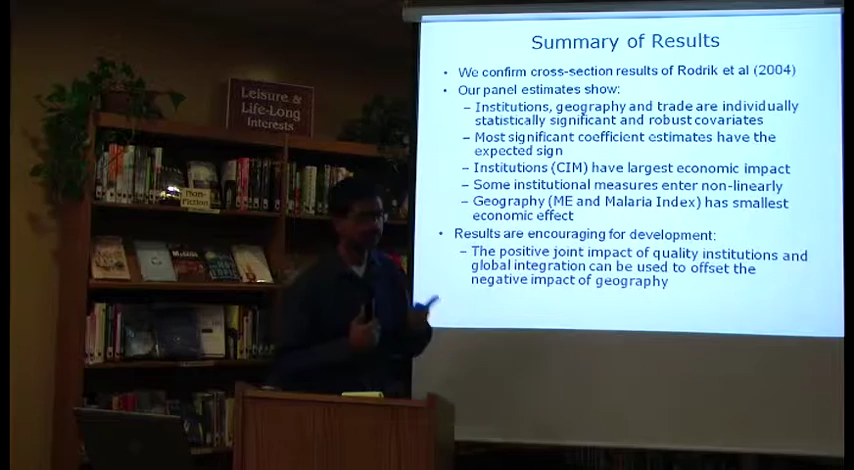 Leisure &
Life-Long
Interests
Non-
Fiction
Summary of Results
• We confirm cross-section results of Rodrik et al (2004)
• Our panel estimates show:
– Institutions, geography and trade are individually
statistically significant and robust covariates
– Most significant coefficient estimates have the
expected sign
– Institutions (CIM) have largest economic impact
– Some institutional measures enter non-linearly
– Geography (ME and Malaria Index) has smallest
economic effect
• Results are encouraging for development:
– The positive joint impact of quality institutions and
global integration can be used to offset the
negative impact of geography